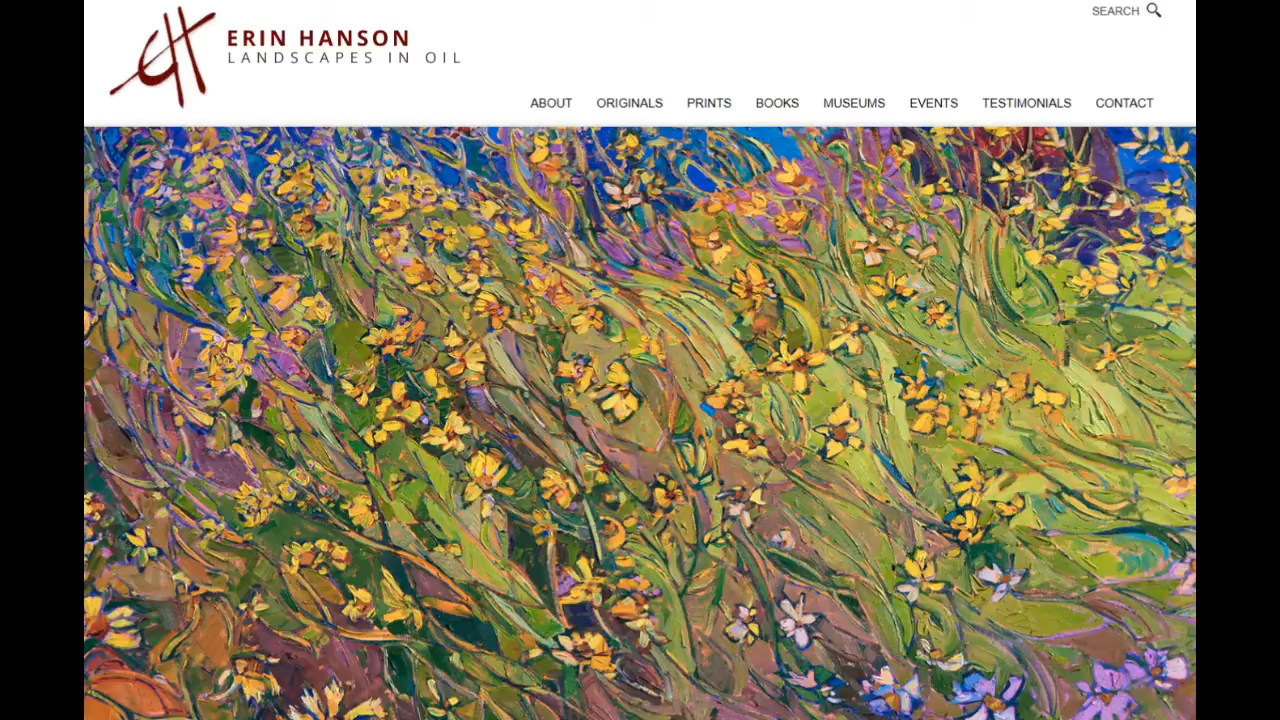 SEARCH
ERIN HANSON
LANDSCAPES IN OIL
ABOUT ORIGINALS PRINTS BOOKS MUSEUMS EVENTS TESTIMONIALS CONTACT